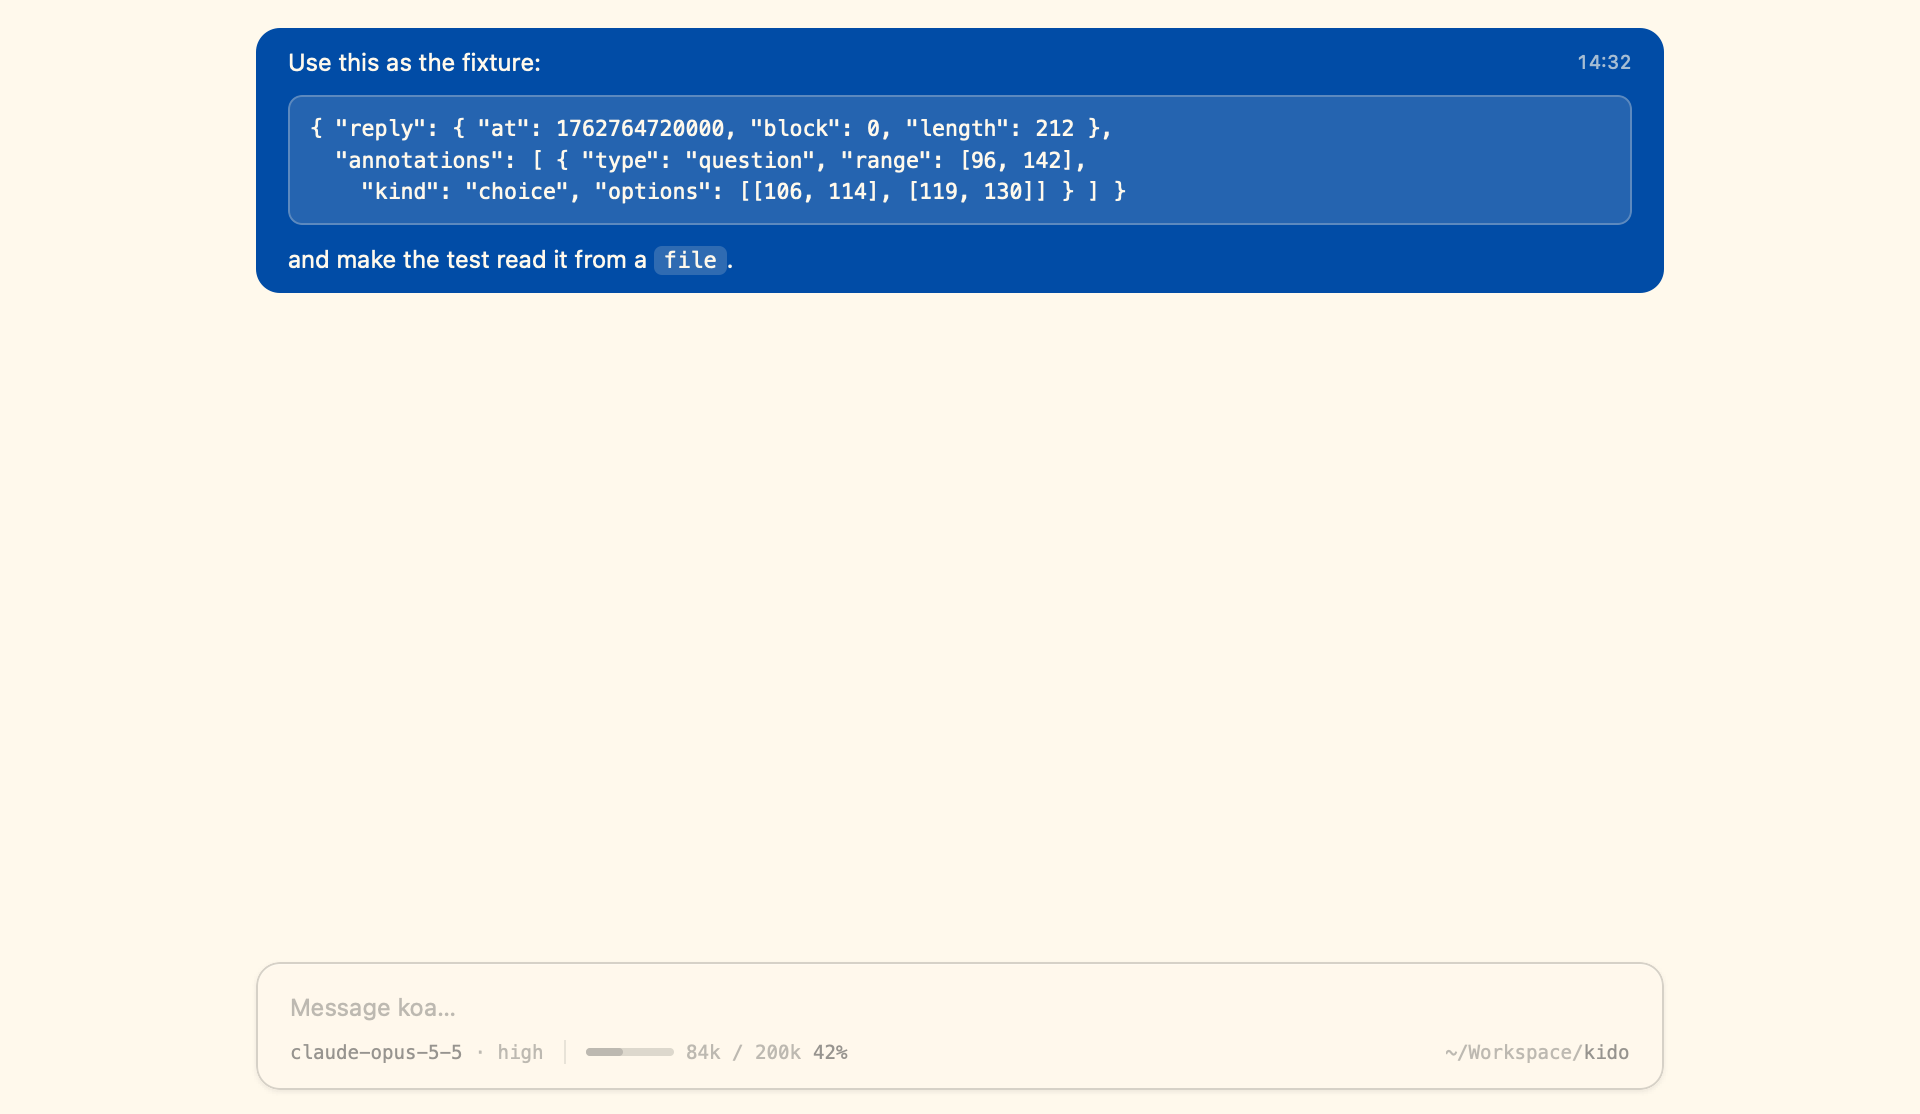 Use this as the fixture:
14:32
{ "reply": { "at": 1762764720000, "block": 0, "length": 212 },
  "annotations": [ { "type": "question", "range": [96, 142],
    "kind": "choice", "options": [[106, 114], [119, 130]] } ] }
and make the test read it from a file.
Message koa...
claude-opus-5-5 · high 84k / 200k 42%
~/Workspace/kido